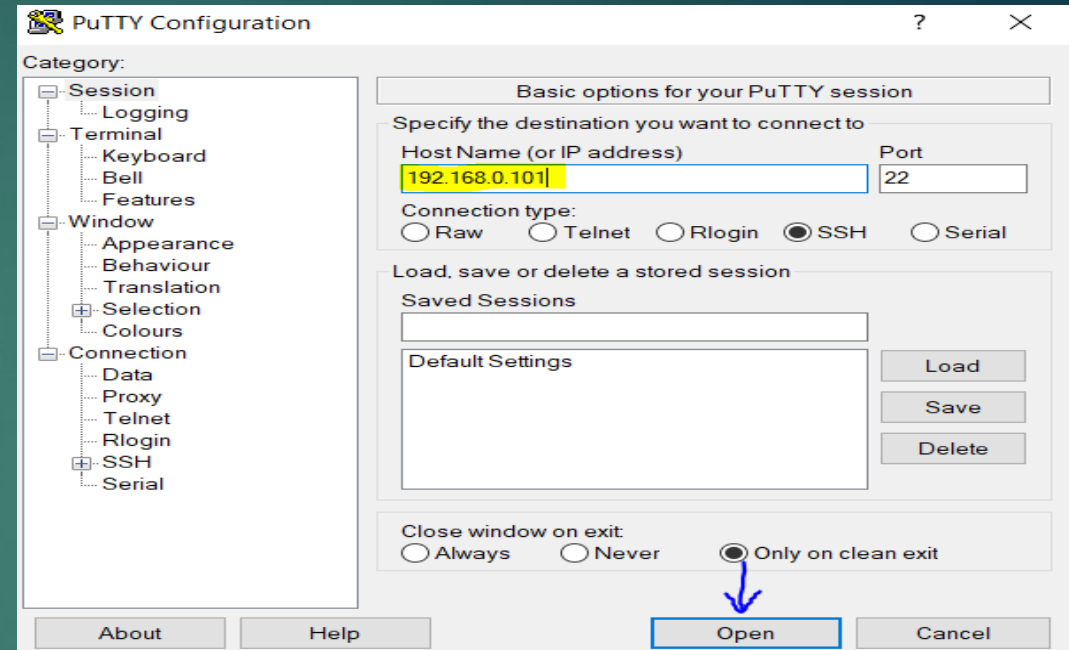 PuTTY Configuration
?
Category:
Session
Logging
Terminal
Keyboard
Bell
Features
Window
Appearance
Behaviour
Translation
Selection
Colours
Connection
Data
Proxy
Telnet
Rlogin
SSH
Serial
Basic options for your PuTTY session
Specify the destination you want to connect to
Host Name (or IP address) Port
192.168.0.101 22
Connection type:
Raw Telnet Rlogin SSH Serial
Load, save or delete a stored session
Saved Sessions
Default Settings
Load
Save
Delete
Close window on exit:
Always Never Only on clean exit
About Help Open Cancel